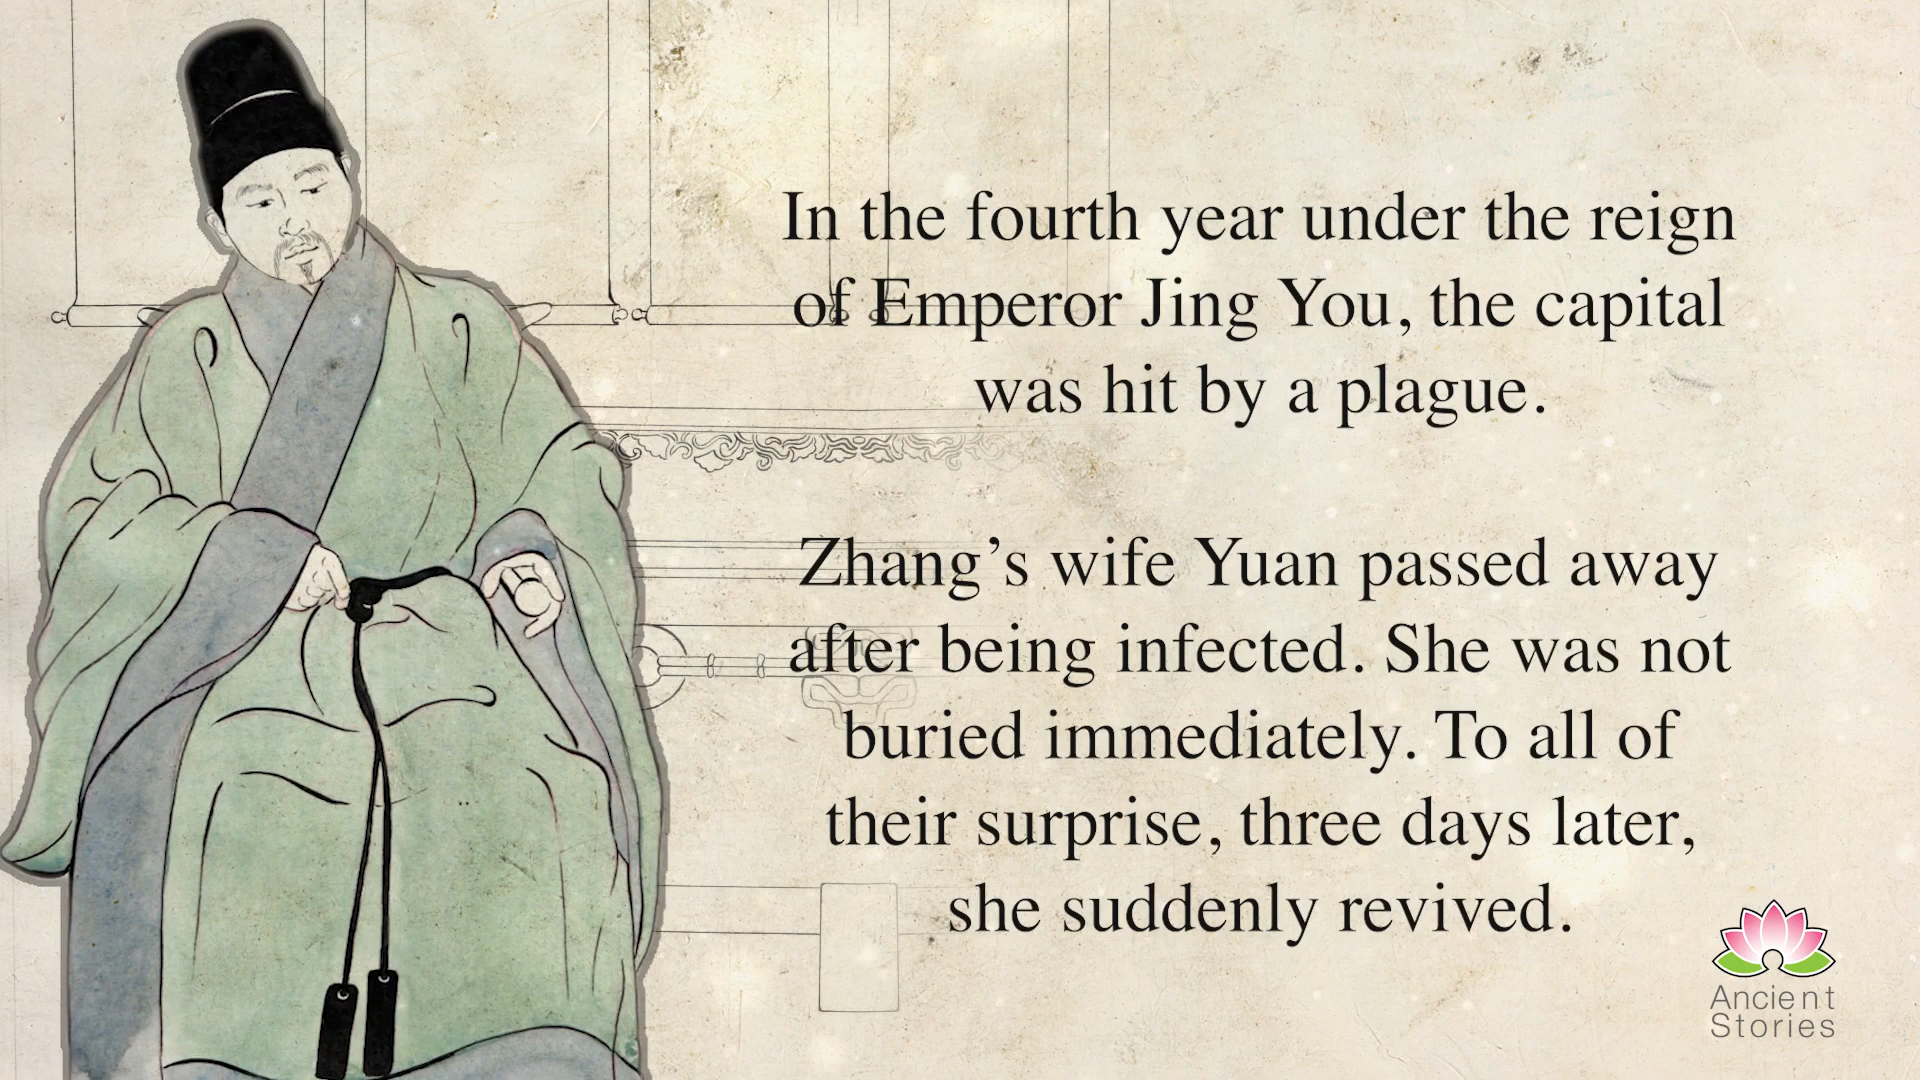 In the fourth year under the reign
of Emperor Jing You, the capital
was hit by a plague.
Zhang’s wife Yuan passed away
after being infected. She was not
buried immediately. To all of
their surprise, three days later,
she suddenly revived.
Ancient
Stories